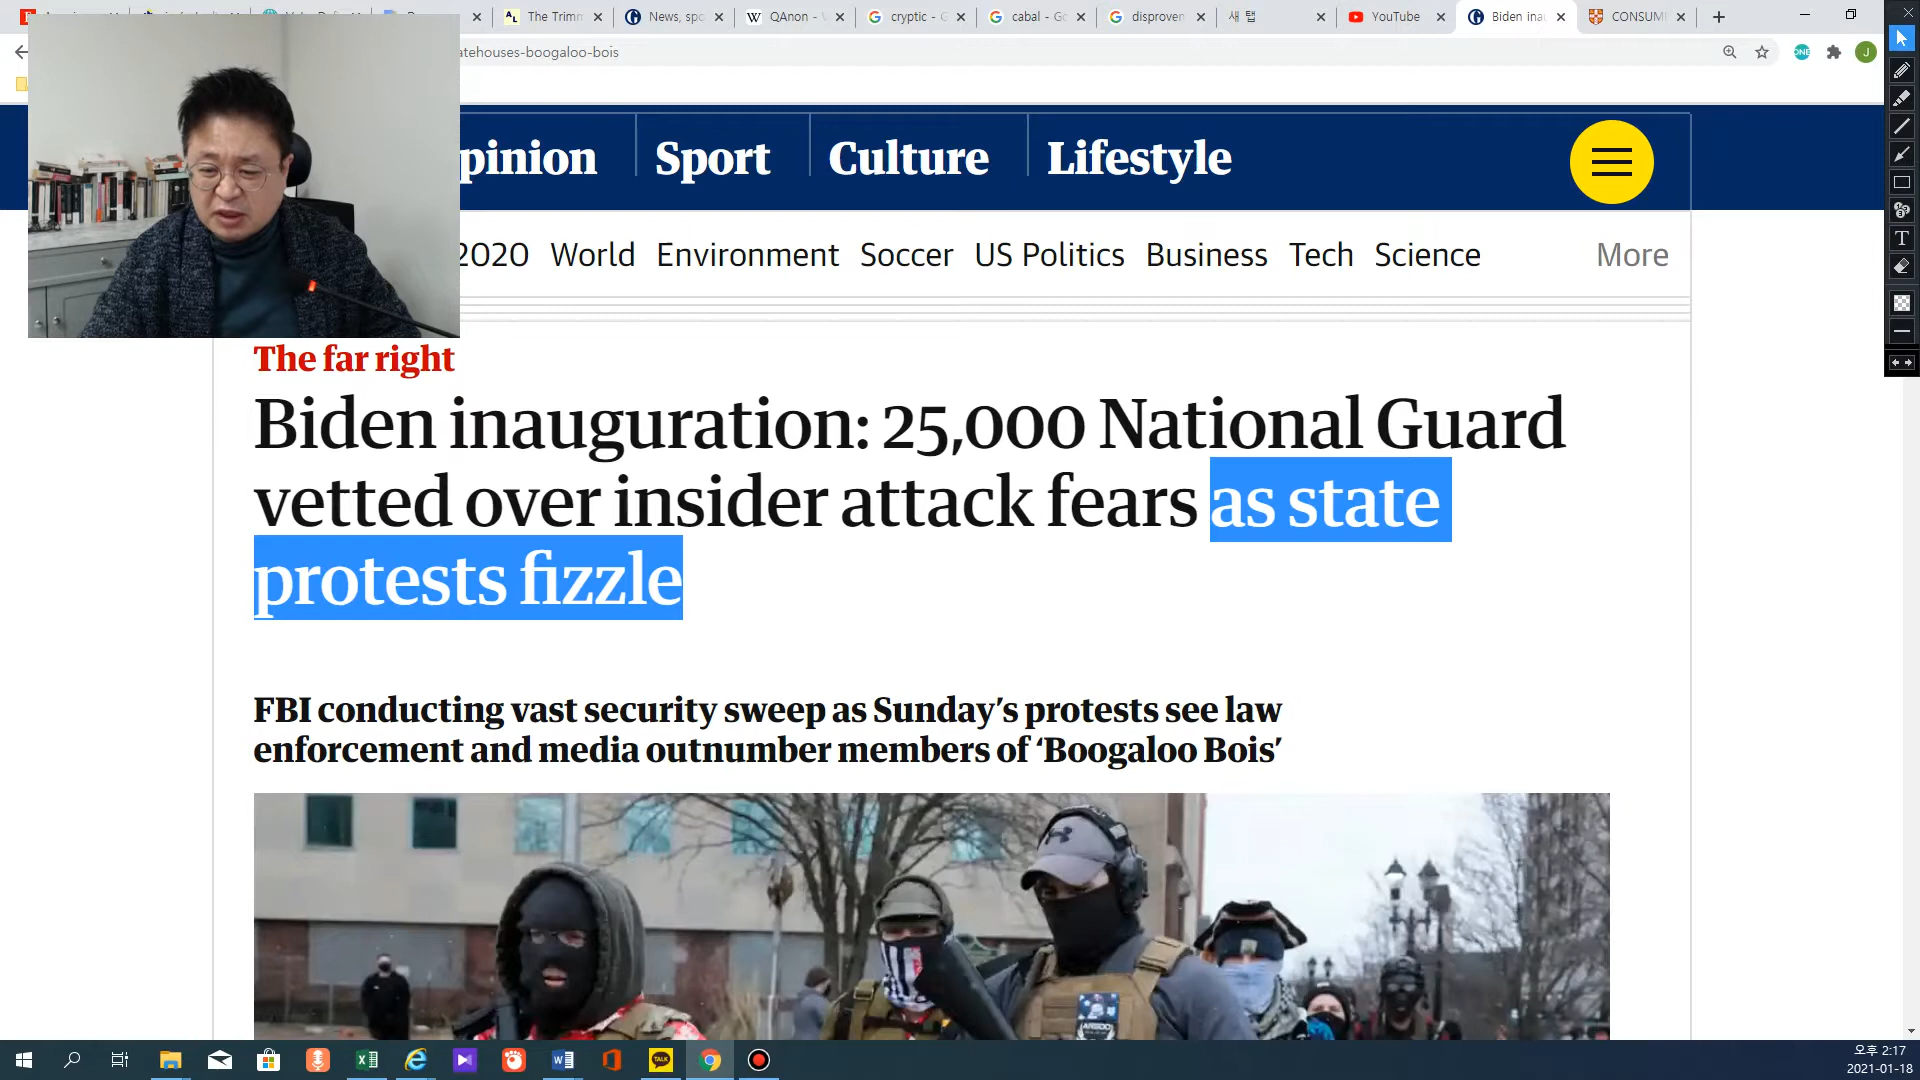 The Trimm
News, spo
QAnon - 
cryptic - G
cabal - Go
disproven
새 탭
YouTube
Biden ina
CONSUM
atehouses-boogaloo-bois
J
pinion
Sport
Culture
Lifestyle
2020
World
Environment
Soccer
US Politics
Business
Tech
Science
More
The far right
Biden inauguration: 25,000 National Guard
vetted over insider attack fears as state
protests fizzle
FBI conducting vast security sweep as Sunday’s protests see law
enforcement and media outnumber members of ‘Boogaloo Bois’
TALK
오후 2:17
2021-01-18